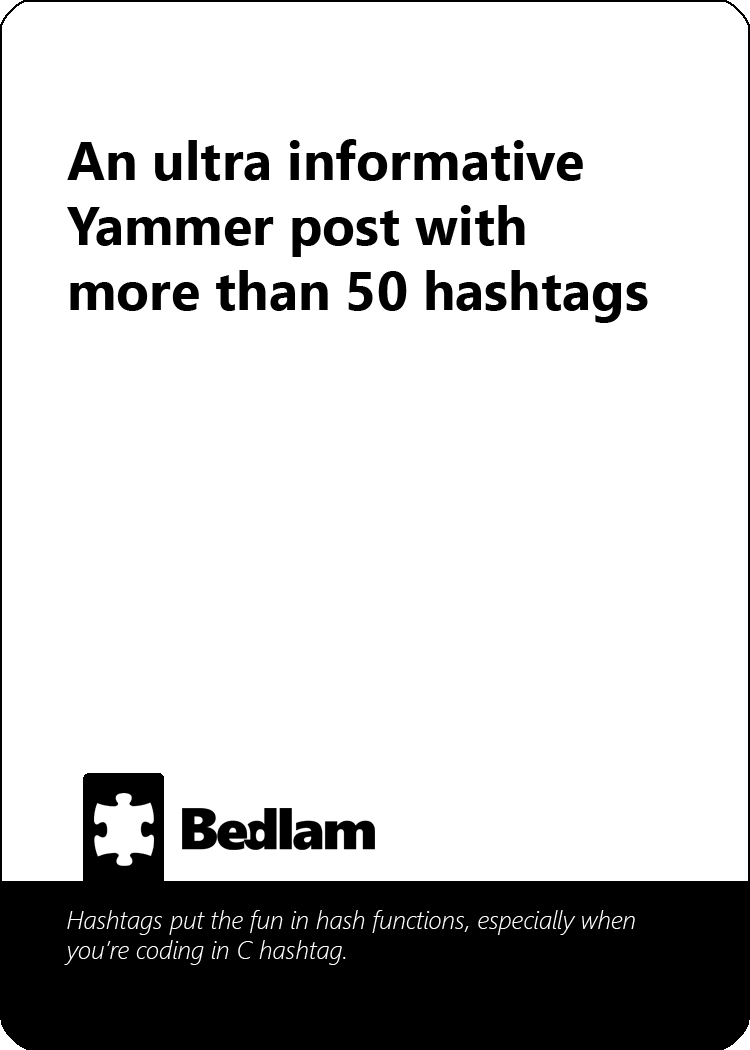 An ultra informative
Yammer post with
more than 50 hashtags
Bedlam
Hashtags put the fun in hash functions, especially when
you're coding in C hashtag.